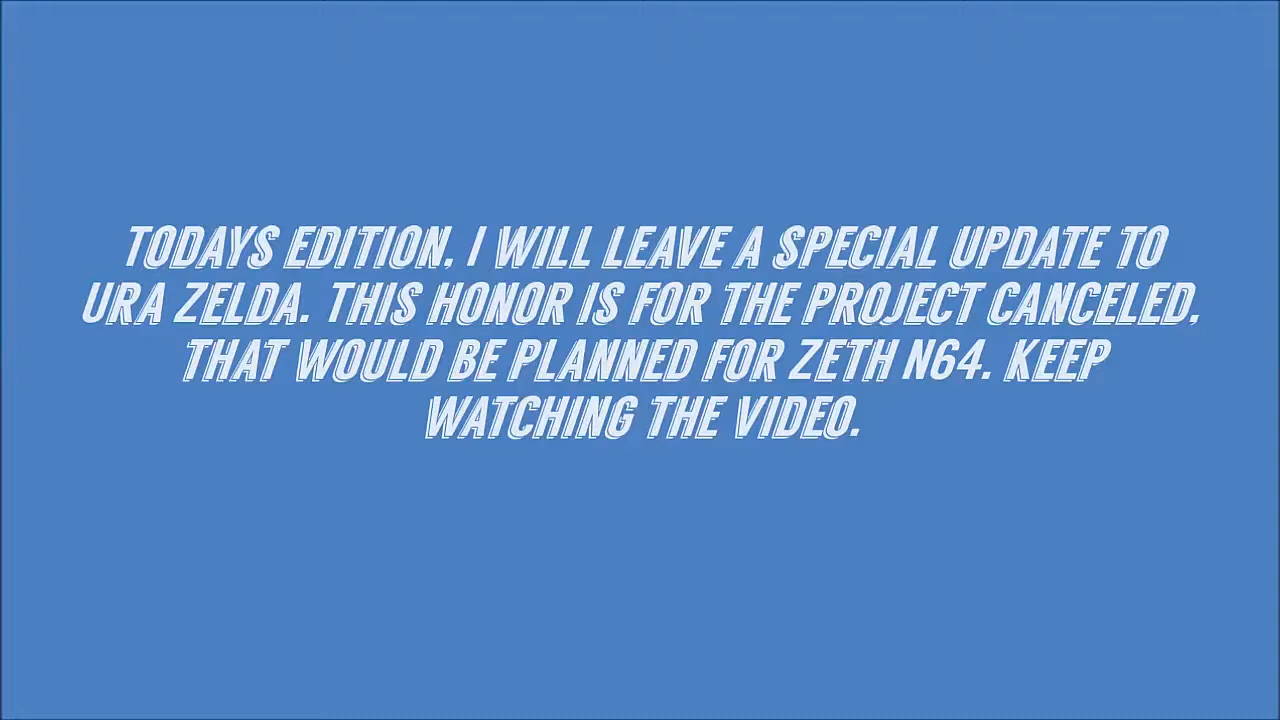 TODAYS EDITION, I WILL LEAVE A SPECIAL UPDATE TO
URA ZELDA. THIS HONOR IS FOR THE PROJECT CANCELED,
THAT WOULD BE PLANNED FOR ZETH N64. KEEP
WATCHING THE VIDEO.